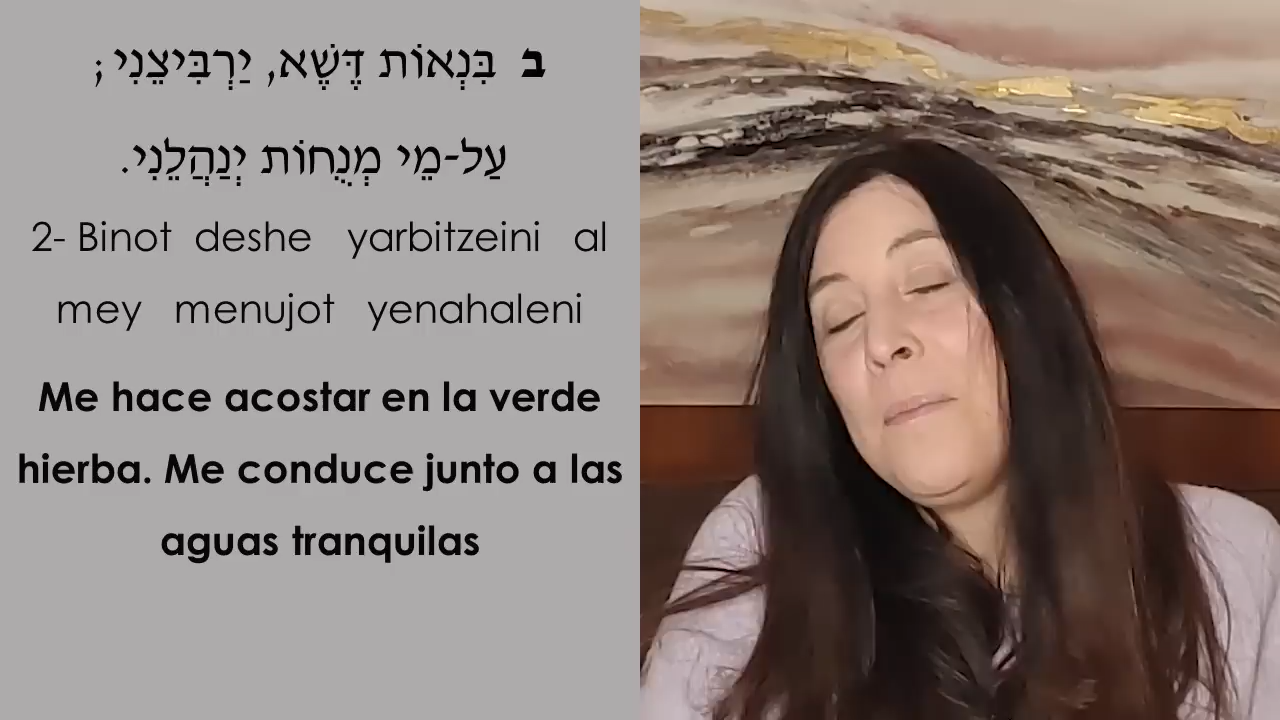 ב בִּנְאוֹת דֶּשֶׁא, יַרְבִּיצֵנִי;
עַל-מֵי מְנֻחוֹת יְנַהֲלֵנִי.
2- Binot deshe yarbitzeini al
mey menujot yenahaleni
Me hace acostar en la verde
hierba. Me conduce junto a las
aguas tranquilas